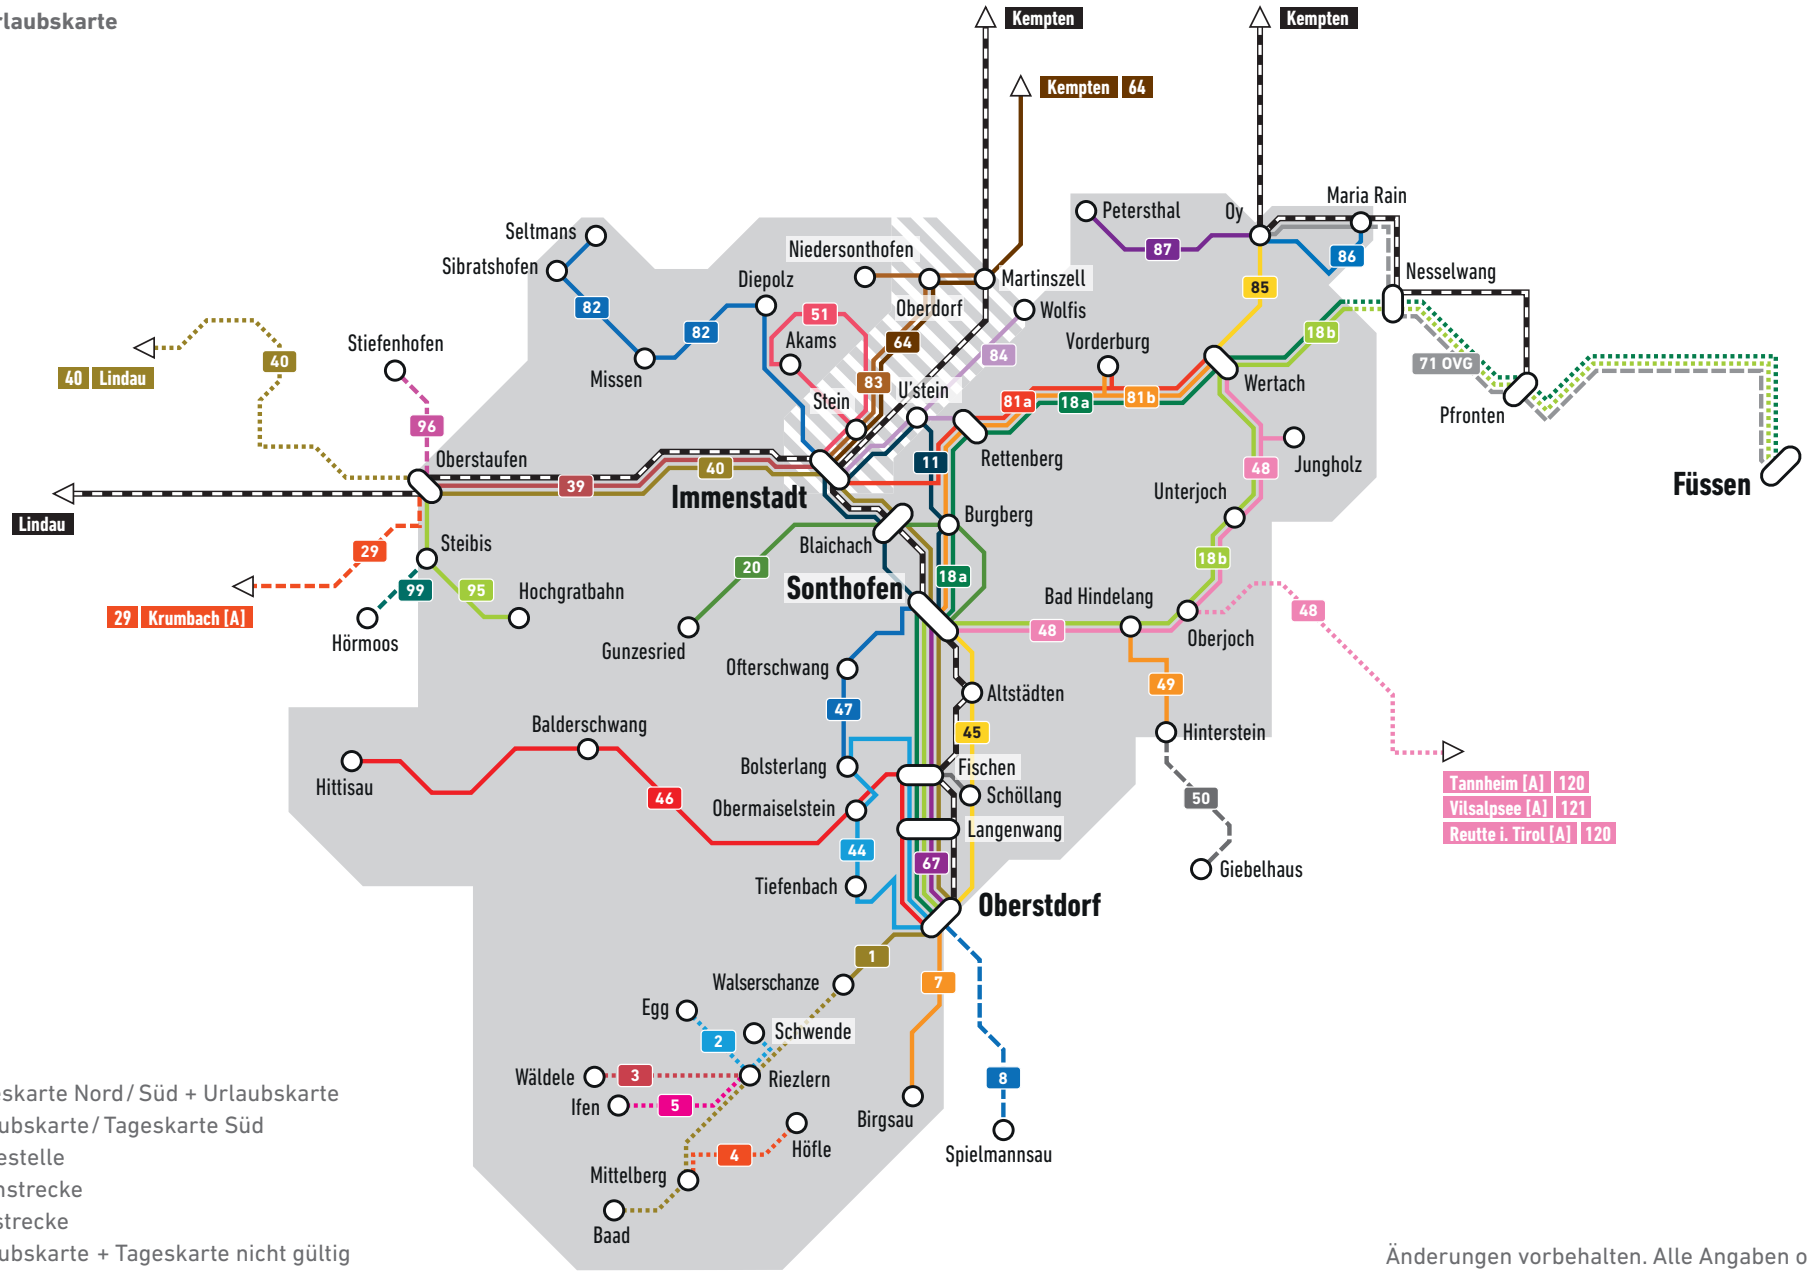 rlaubskarte
Kempten
Kempten
Kempten 64
Maria Rain
Petersthal
Oy
Seltmans
87
86
Niedersonthofen
Sibratshofen
Nesselwang
Diepolz
Martinszell
85
82
51
Oberdorf
Wolfis
82
18b
Stiefenhofen
40
Akams
64
84
Vorderburg
71 OVG
40 Lindau
Missen
83
Wertach
U'stein
Stein
81a
18a
81b
Pfronten
96
Oberstaufen
40
11
Rettenberg
48
Jungholz
39
Immenstadt
Füssen
Unterjoch
Lindau
Burgberg
Steibis
Blaichach
29
18b
20
18a
99
95
Hochgratbahn
Sonthofen
Bad Hindelang
29 Krumbach [A]
48
Hörmoos
Gunzesried
48
Oberjoch
Ofterschwang
49
Altstädten
47
Balderschwang
45
Hinterstein
Bolsterlang
Fischen
Hittisau
46
Obermaiselstein
Schöllang
50
Tannheim [A] 120
Vilsalpsee [A] 121
Langenwang
Reutte i. Tirol [A] 120
44
67
Giebelhaus
Tiefenbach
Oberstdorf
1
Walserschanze
7
Egg
Schwende
2
Wäldele
3
Riezlern
8
Ifen
5
eskarte Nord / Süd + Urlaubskarte
Birgsau
ubskarte / Tageskarte Süd
Höfle
4
Spielmannsau
estelle
Mittelberg
nstrecke
strecke
Baad
ubskarte + Tageskarte nicht gültig
Änderungen vorbehalten. Alle Angaben o